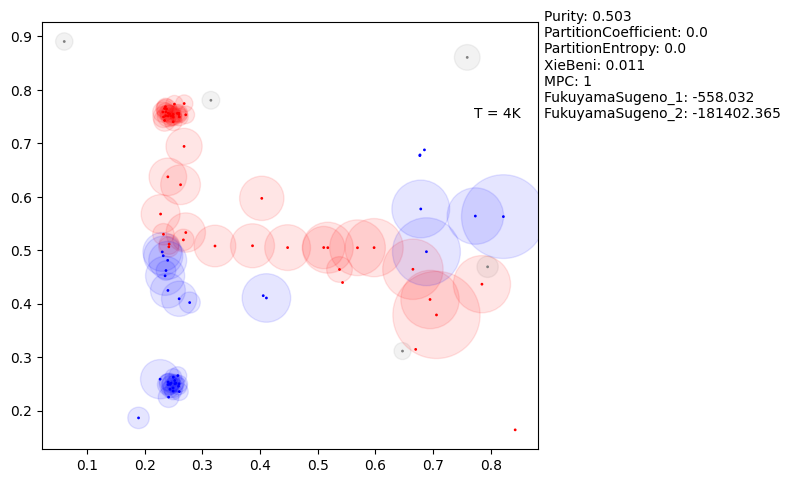 Purity: 0.503
PartitionCoefficient: 0.0
PartitionEntropy: 0.0
XieBeni: 0.011
MPC: 1
FukuyamaSugeno_1: -558.032
FukuyamaSugeno_2: -181402.365
T = 4K
0.9
0.8
0.7
0.6
0.5
0.4
0.3
0.2
0.1 0.2 0.3 0.4 0.5 0.6 0.7 0.8